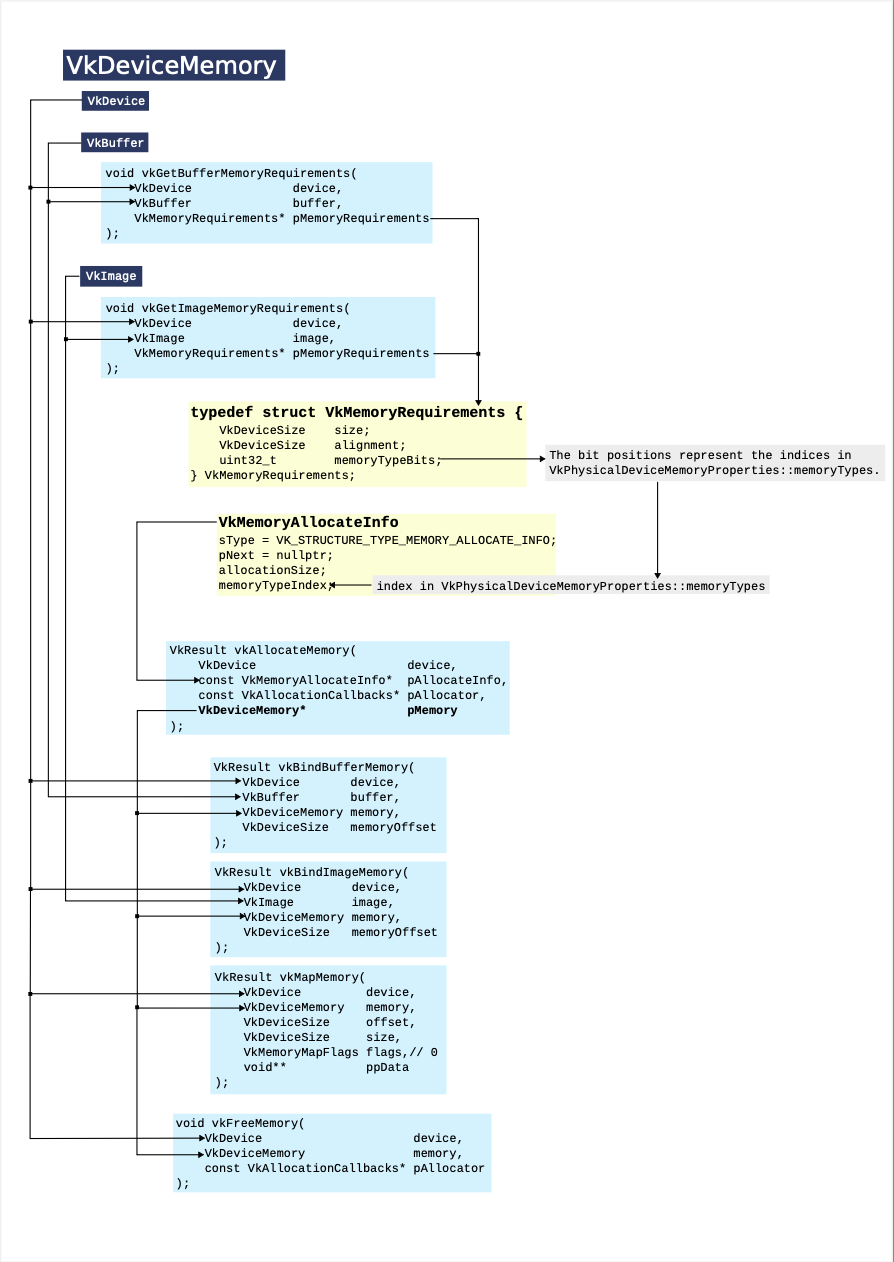 VkDeviceMemory
VkDevice
VkBuffer
void vkGetBufferMemoryRequirements(
VkDevice device,
VkBuffer buffer,
VkMemoryRequirements* pMemoryRequirements
);
VkImage
void vkGetImageMemoryRequirements(
VkDevice device,
VkImage image,
VkMemoryRequirements* pMemoryRequirements
);
typedef struct VkMemoryRequirements {
VkDeviceSize size;
VkDeviceSize alignment;
uint32_t memoryTypeBits;
} VkMemoryRequirements;
The bit positions represent the indices in
VkPhysicalDeviceMemoryProperties::memoryTypes.
VkMemoryAllocateInfo
sType = VK_STRUCTURE_TYPE_MEMORY_ALLOCATE_INFO;
pNext = nullptr;
allocationSize;
memoryTypeIndex;
index in VkPhysicalDeviceMemoryProperties::memoryTypes
VkResult vkAllocateMemory(
VkDevice device,
const VkMemoryAllocateInfo* pAllocateInfo,
const VkAllocationCallbacks* pAllocator,
VkDeviceMemory* pMemory
);
VkResult vkBindBufferMemory(
VkDevice device,
VkBuffer buffer,
VkDeviceMemory memory,
VkDeviceSize memoryOffset
);
VkResult vkBindImageMemory(
VkDevice device,
VkImage image,
VkDeviceMemory memory,
VkDeviceSize memoryOffset
);
VkResult vkMapMemory(
VkDevice device,
VkDeviceMemory memory,
VkDeviceSize offset,
VkDeviceSize size,
VkMemoryMapFlags flags,// 0
void** ppData
);
void vkFreeMemory(
VkDevice device,
VkDeviceMemory memory,
const VkAllocationCallbacks* pAllocator
);